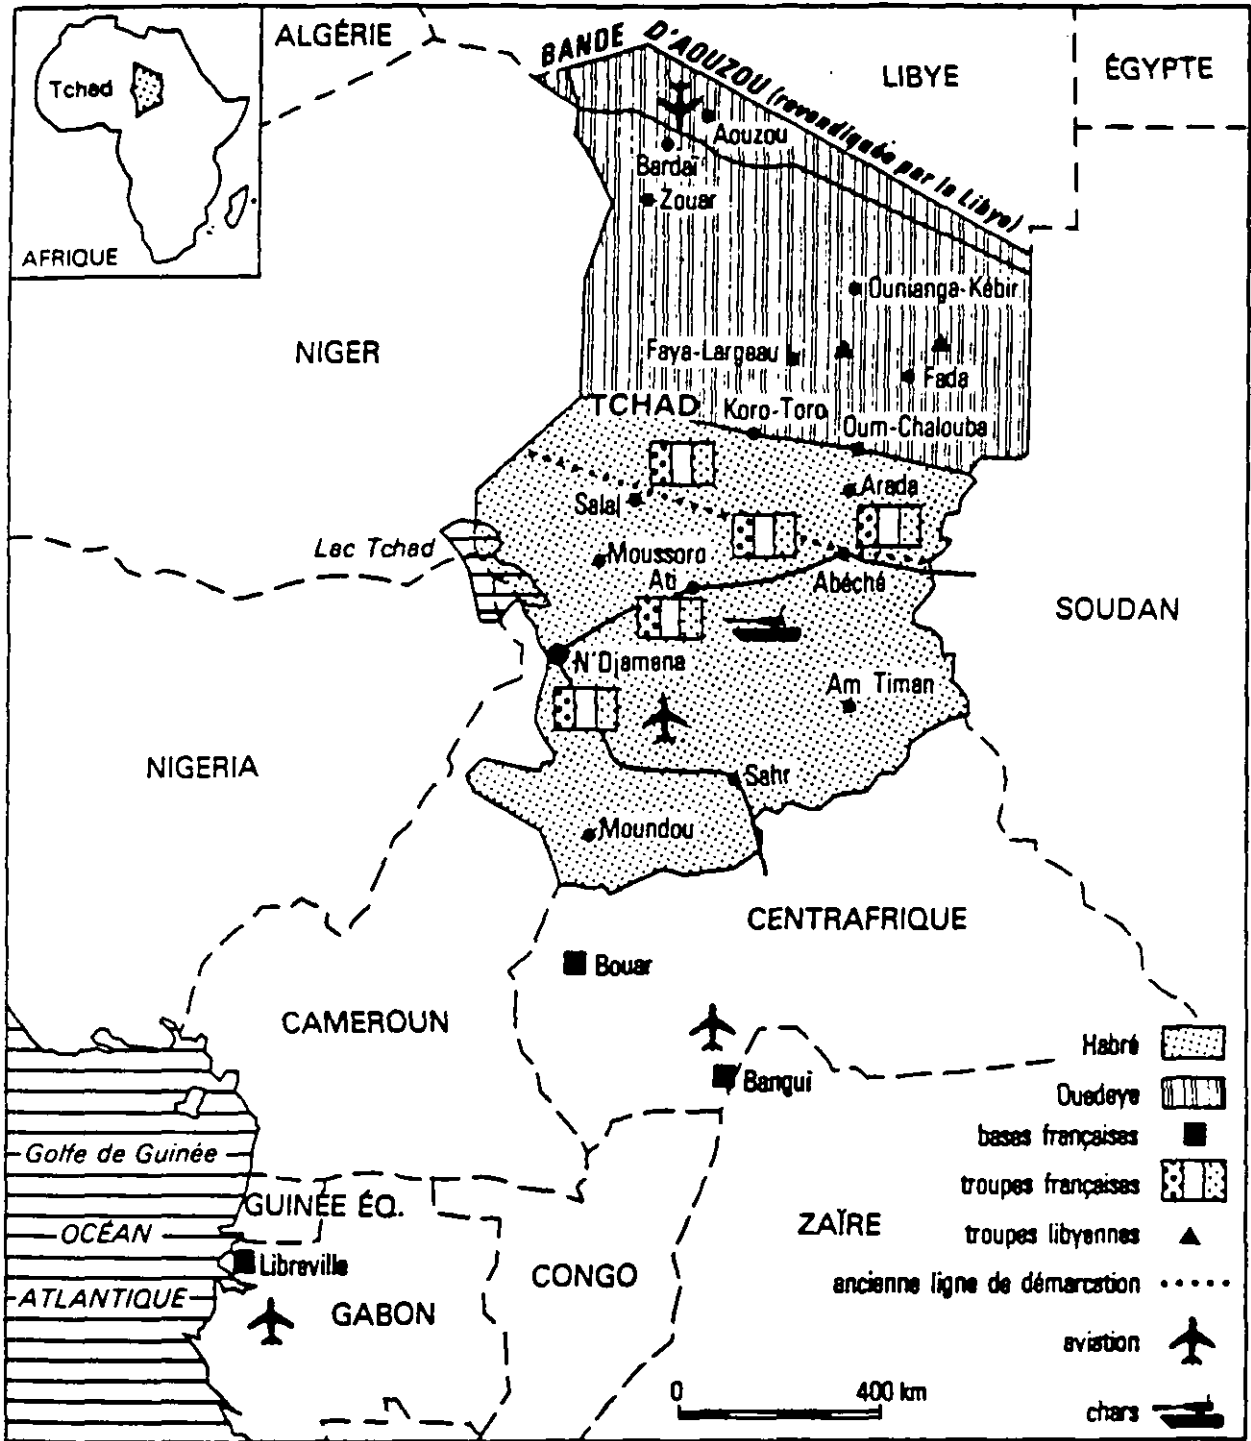 ALGÉRIE
BANDE D'AOUZOU (revendiquée par la Libye)
LIBYE
ÉGYPTE
Tchad
AFRIQUE
Aouzou
Bardaï
Zouar
Ounianga-Kébir
NIGER
Faya-Largeau
Fada
TCHAD
Koro-Toro
Oum-Chalouba
Arada
Salal
Lac Tchad
Moussoro
Ati
Abéché
SOUDAN
N'Djamena
Am Timan
NIGERIA
Sahr
Moundou
CENTRAFRIQUE
Bouar
CAMEROUN
Bangui
Habré
Ouedeye
bases françaises
troupes françaises
troupes libyennes
ancienne ligne de démarcation
aviation
chars
Golfe de Guinée
GUINÉE ÉQ.
OCÉAN
ATLANTIQUE
Libreville
GABON
CONGO
ZAÏRE
0 400 km